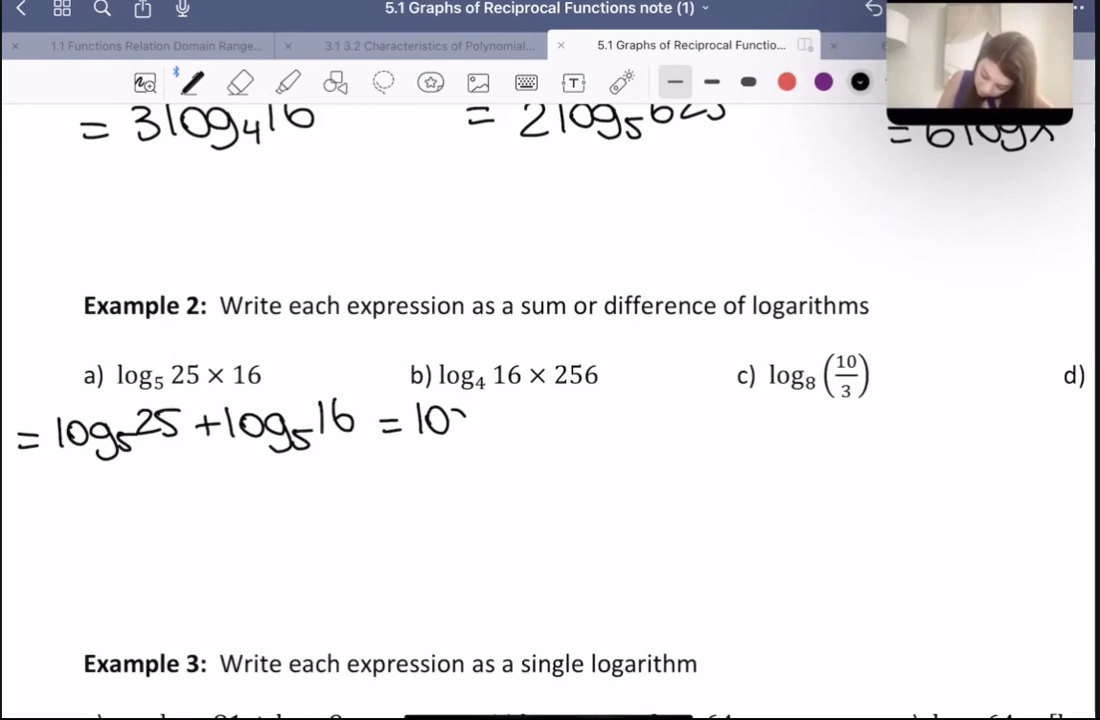 5.1 Graphs of Reciprocal Functions note (1)
1.1 Functions Relation Domain Range... 3.1 3.2 Characteristics of Polynomial... 5.1 Graphs of Reciprocal Functio...
= 3log₄16 = 2log₅625 = 6logx
Example 2: Write each expression as a sum or difference of logarithms
a) log₅ 25 × 16 b) log₄ 16 × 256 c) log₈ (10/3) d)
= log₅25 + log₅16 = lo
Example 3: Write each expression as a single logarithm